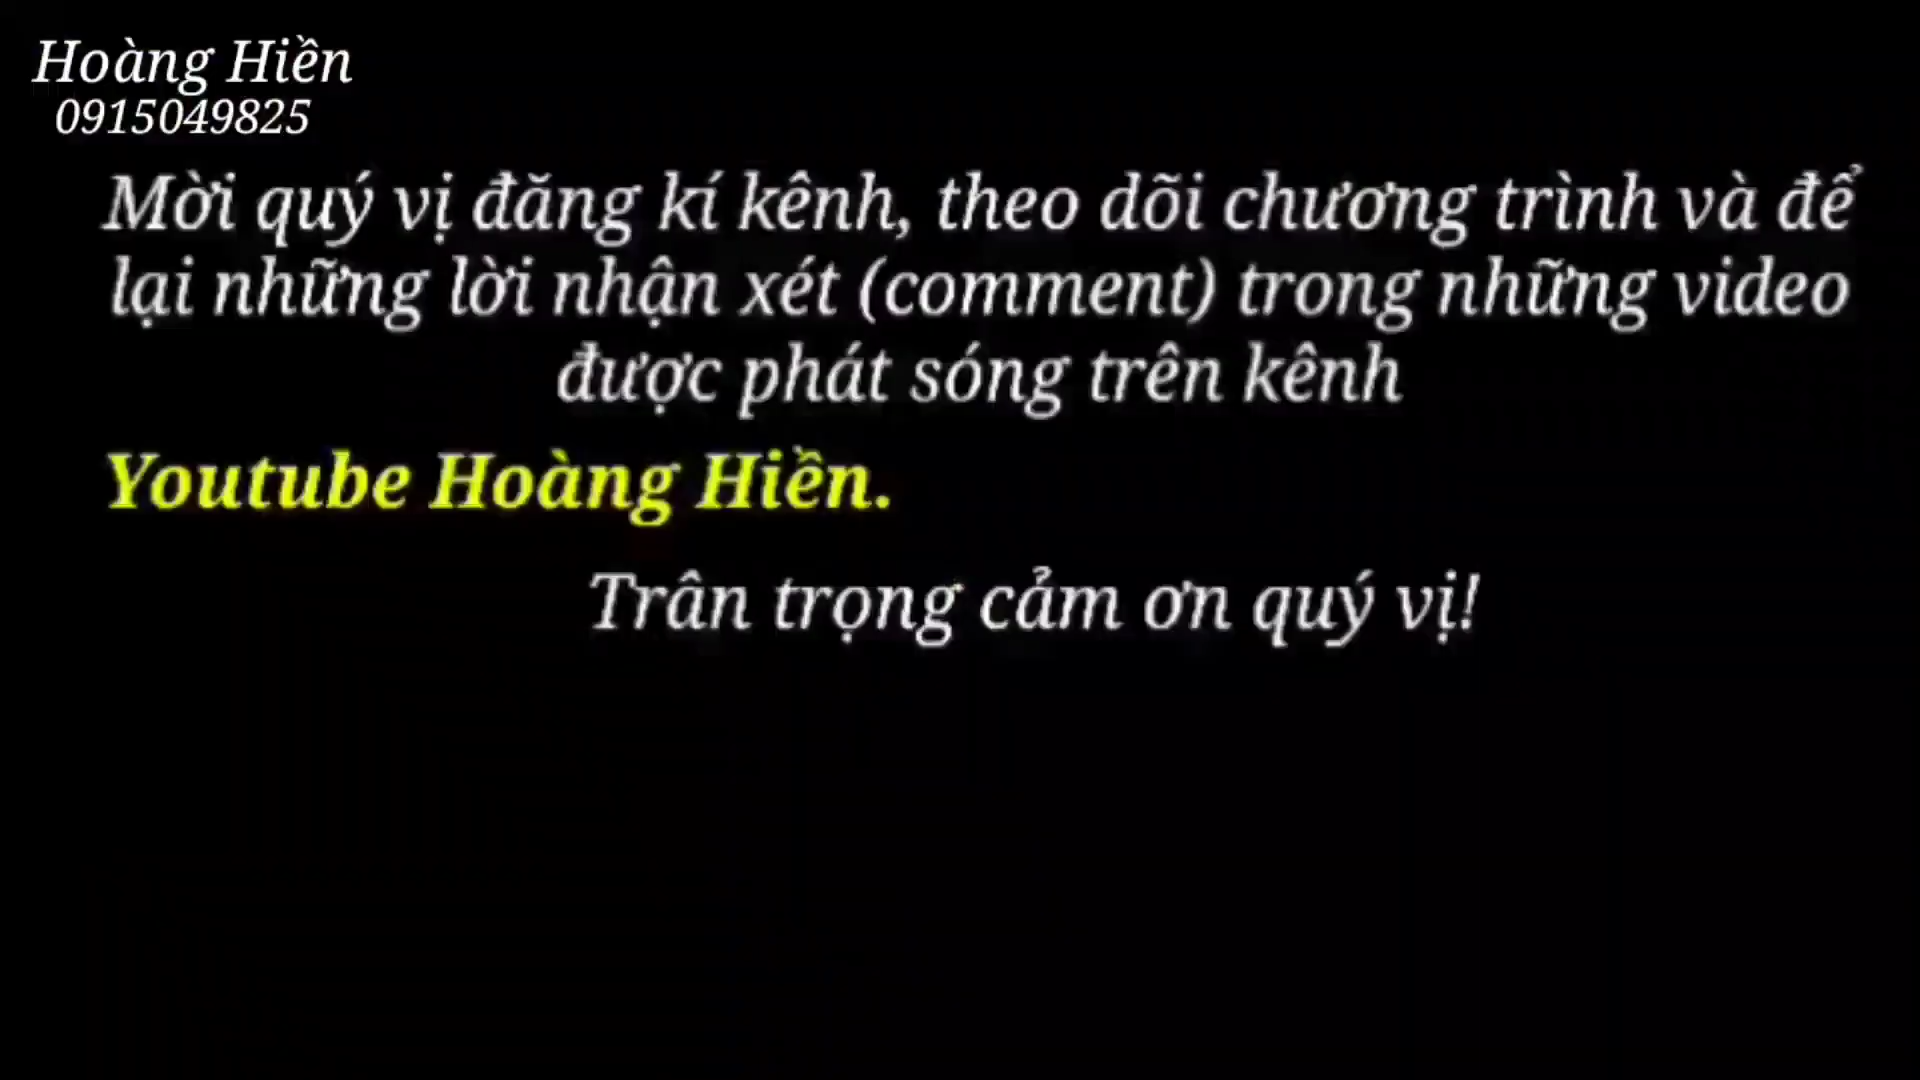 Hoàng Hiền
0915049825
Mời quý vị đăng kí kênh, theo dõi chương trình và để
lại những lời nhận xét (comment) trong những video
được phát sóng trên kênh
Youtube Hoàng Hiền.
Trân trọng cảm ơn quý vị!